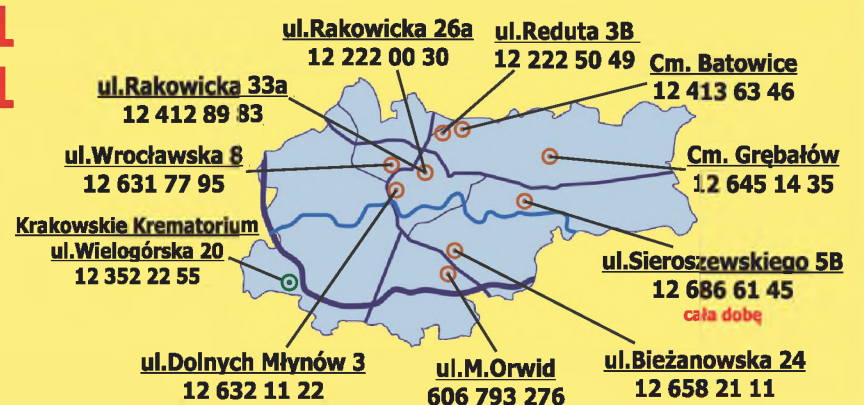 1
1
ul.Rakowicka 26a
12 222 00 30
ul.Reduta 3B
12 222 50 49
Cm. Batowice
12 413 63 46
ul.Rakowicka 33a
12 412 89 83
ul.Wrocławska 8
12 631 77 95
Cm. Grębałów
12 645 14 35
Krakowskie Krematorium
ul.Wielogórska 20
12 352 22 55
ul.Sieroszewskiego 5B
12 686 61 45
cała dobę
ul.Dolnych Młynów 3
12 632 11 22
ul.M.Orwid
606 793 276
ul.Bieżanowska 24
12 658 21 11